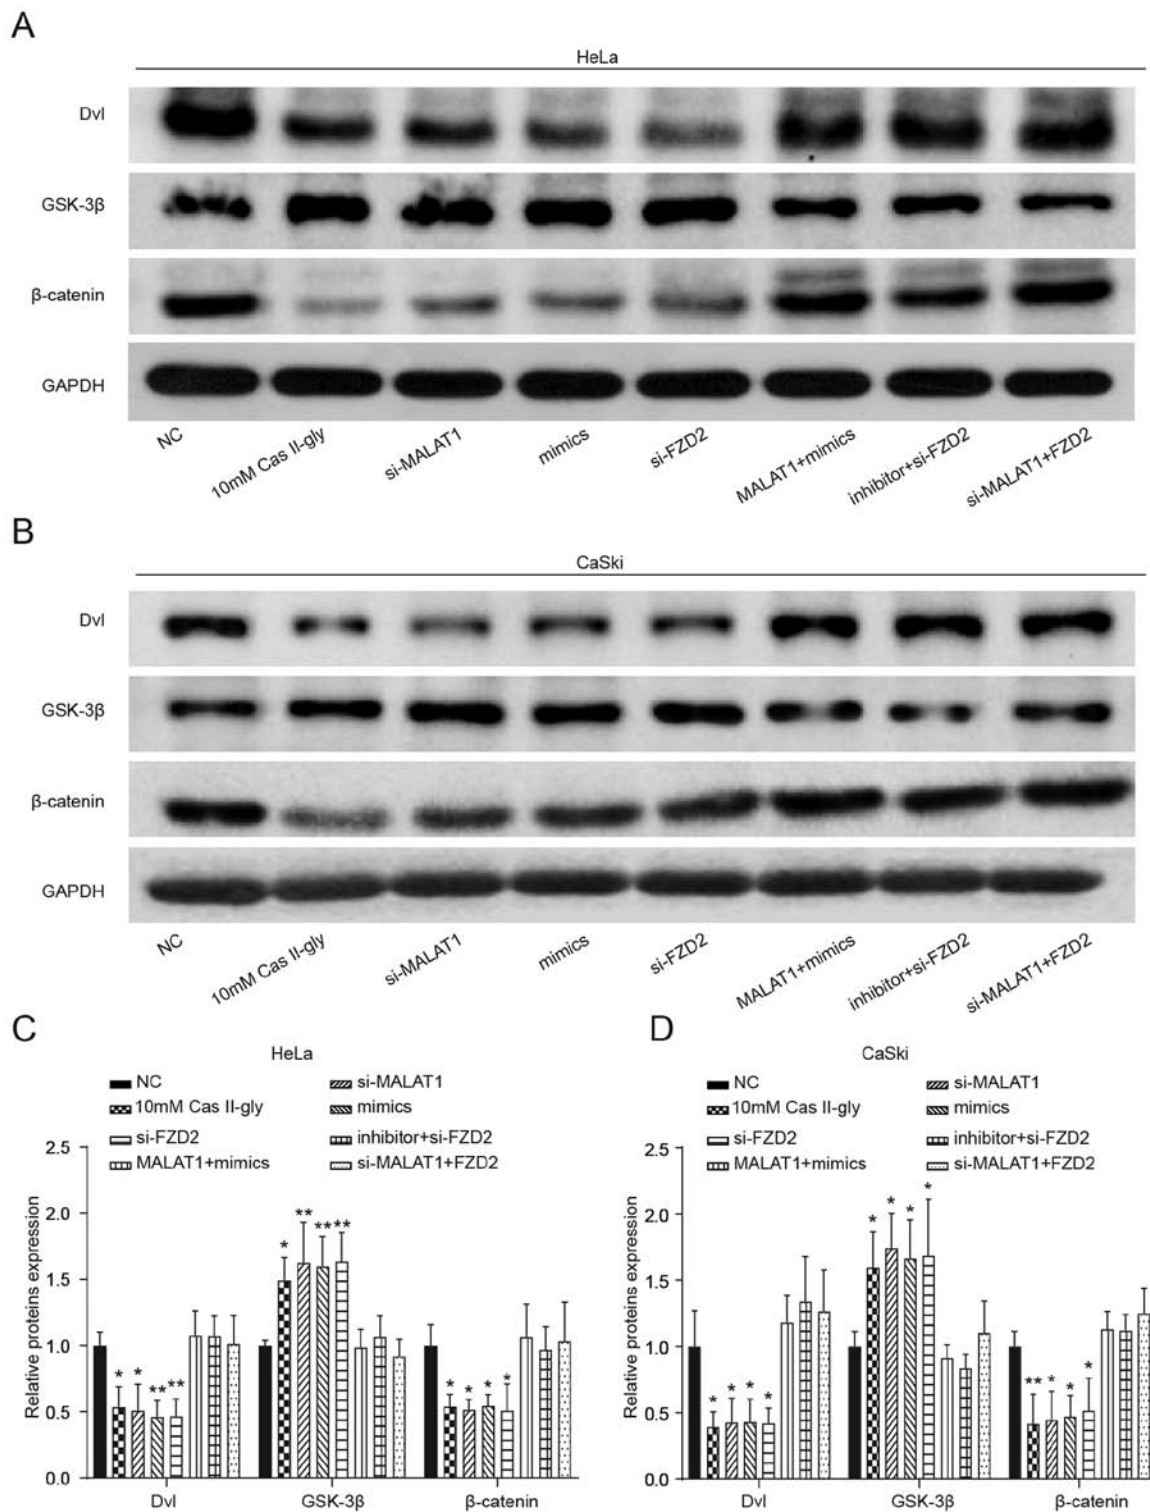 A
HeLa
Dvl
GSK-3β
β-catenin
GAPDH
NC
10mM Cas II-gly
si-MALAT1
mimics
si-FZD2
MALAT1+mimics
inhibitor+si-FZD2
si-MALAT1+FZD2
B
CaSki
Dvl
GSK-3β
β-catenin
GAPDH
NC
10mM Cas II-gly
si-MALAT1
mimics
si-FZD2
MALAT1+mimics
inhibitor+si-FZD2
si-MALAT1+FZD2
C
HeLa
NC
si-MALAT1
10mM Cas II-gly
mimics
si-FZD2
inhibitor+si-FZD2
MALAT1+mimics
si-MALAT1+FZD2
Relative proteins expression
2.5
2.0
1.5
1.0
0.5
0.0
* * ** **
* ** ** **
* * * *
Dvl GSK-3β β-catenin
D
CaSki
NC
si-MALAT1
10mM Cas II-gly
mimics
si-FZD2
inhibitor+si-FZD2
MALAT1+mimics
si-MALAT1+FZD2
Relative proteins expression
2.5
2.0
1.5
1.0
0.5
0.0
* * * *
* * * *
** * * *
Dvl GSK-3β β-catenin